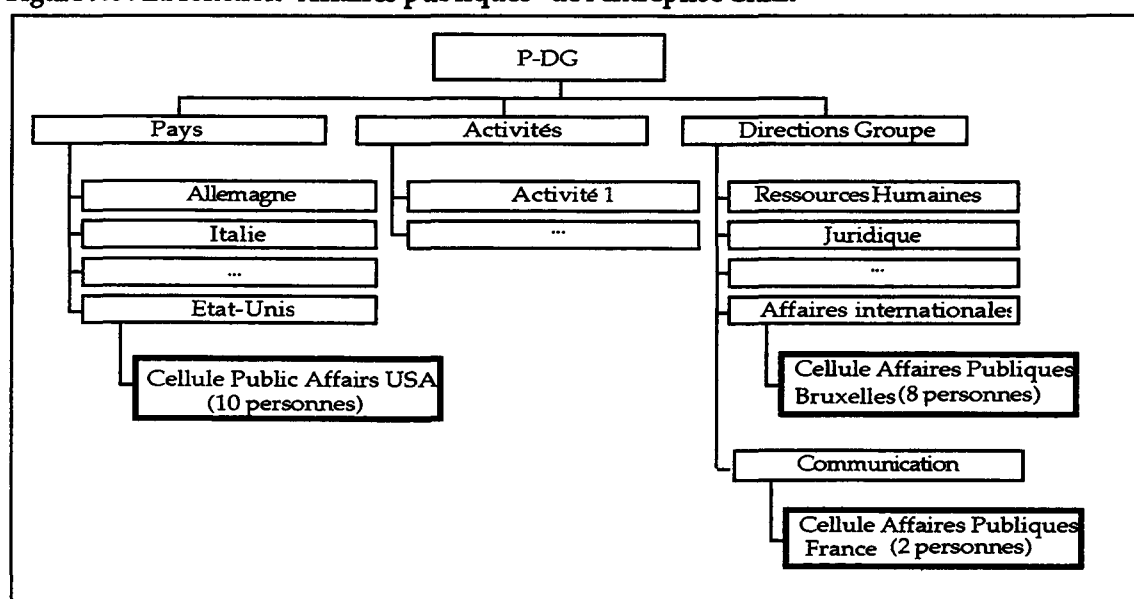 P-DG
Pays
Activités
Directions Groupe
Allemagne
Italie
...
Etat-Unis
Cellule Public Affairs USA
(10 personnes)
Activité 1
...
Ressources Humaines
Juridique
...
Affaires internationales
Cellule Affaires Publiques
Bruxelles (8 personnes)
Communication
Cellule Affaires Publiques
France (2 personnes)